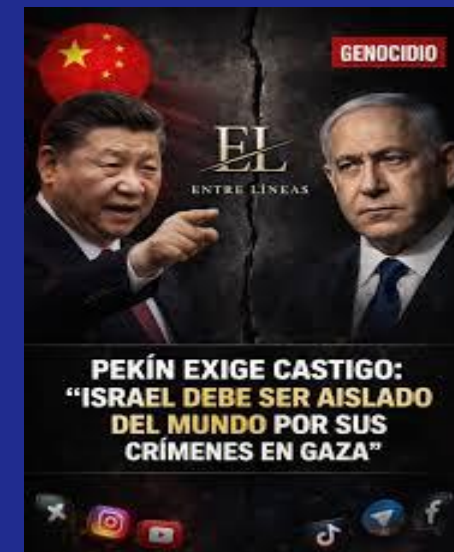 GENOCIDIO
EL
ENTRE LÍNEAS
PEKÍN EXIGE CASTIGO:
“ISRAEL DEBE SER AISLADO
DEL MUNDO POR SUS
CRÍMENES EN GAZA”